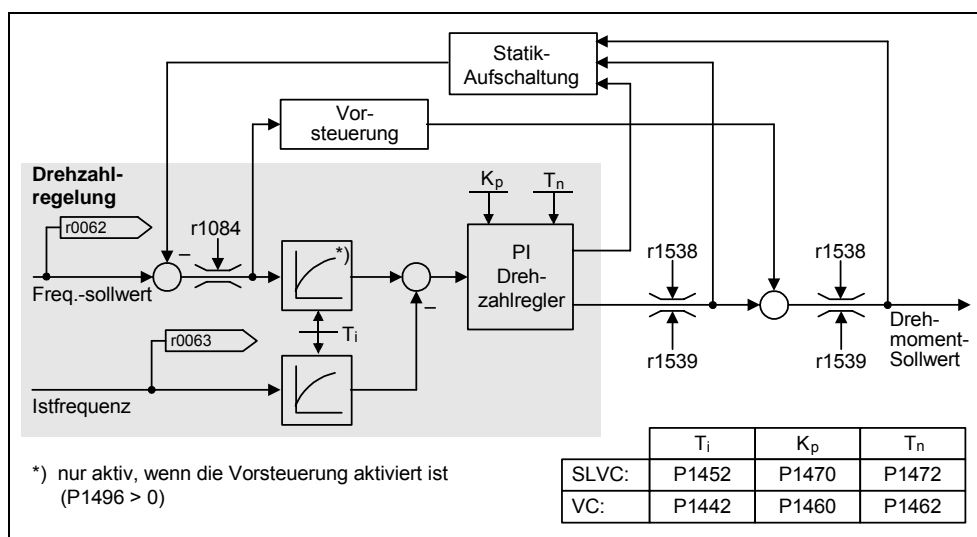 Statik-
Aufschaltung
Vor-
steuerung
Drehzahl-
regelung
r0062
r1084
Kp
Tn
*)
–
PI
Dreh-
zahlregler
r1538
r1538
Freq.-sollwert
–
r0063
Ti
r1539
r1539
Dreh-
moment-
Sollwert
Istfrequenz
*) nur aktiv, wenn die Vorsteuerung aktiviert ist
(P1496 > 0)
Ti Kp Tn
SLVC: P1452 P1470 P1472
VC: P1442 P1460 P1462